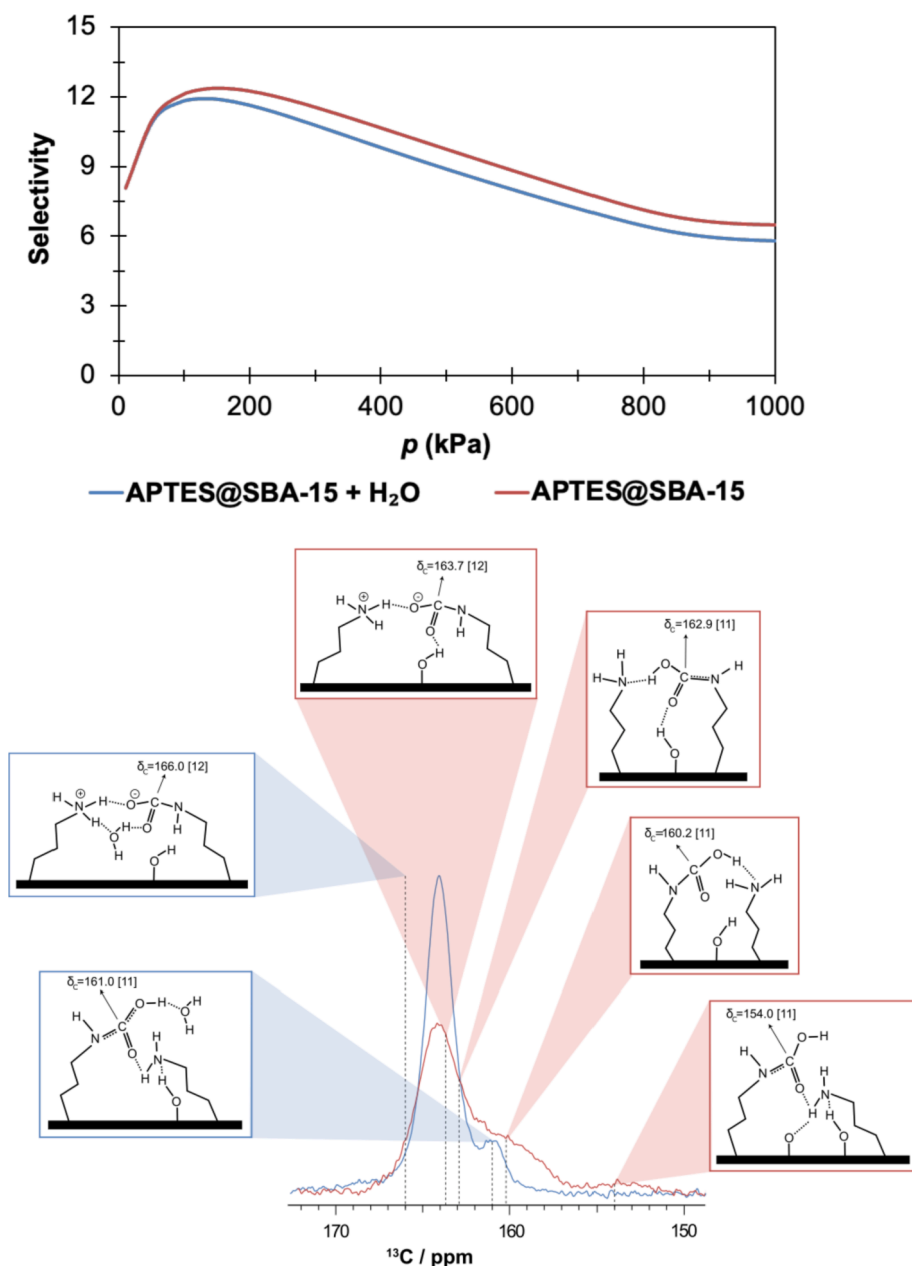 15
12
9
6
3
0
Selectivity
0 200 400 600 800 1000
p (kPa)
APTES@SBA-15 + H₂O APTES@SBA-15
δC=163.7 [12]
H ⊕ N H H H ⊖ O C N H O H O
δC=162.9 [11]
H H N H O C N H O H O
δC=166.0 [12]
H ⊕ N H H H O H ⊖ O C O N H H O
δC=160.2 [11]
H N C O H O H N H H O
δC=161.0 [11]
H N C O H O H H O H N H O
δC=154.0 [11]
H N C O H O H N H O O
170 160 150
¹³C / ppm